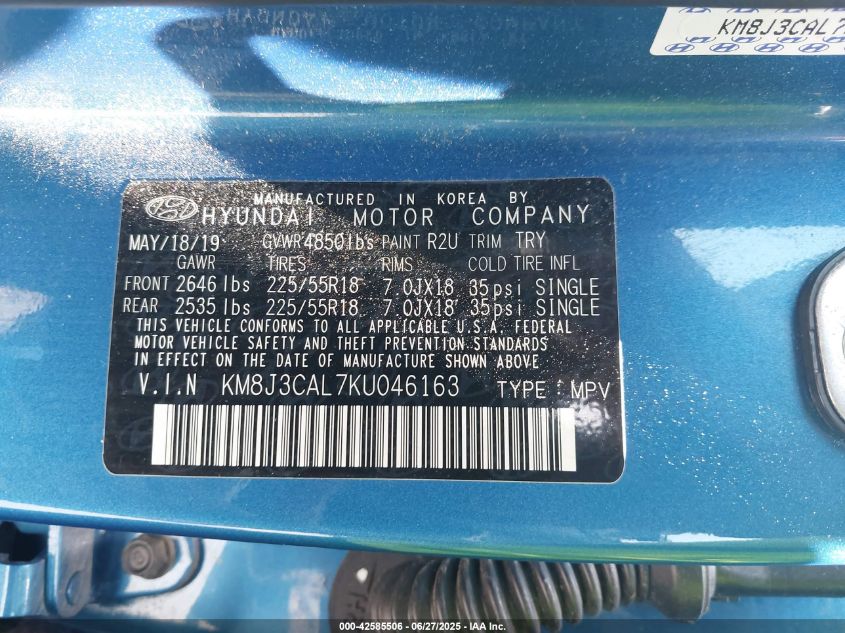 KM8J3CAL7
MANUFACTURED IN KOREA BY
HYUNDAI MOTOR COMPANY
MAY/18/19 GVWR 4850lbs PAINT R2U TRIM TRY
GAWR TIRES RIMS COLD TIRE INFL
FRONT 2646 lbs 225/55R18 7.0JX18 35psi SINGLE
REAR 2535 lbs 225/55R18 7.0JX18 35psi SINGLE
THIS VEHICLE CONFORMS TO ALL APPLICABLE U.S.A. FEDERAL
MOTOR VEHICLE SAFETY AND THEFT PREVENTION STANDARDS
IN EFFECT ON THE DATE OF MANUFACTURE SHOWN ABOVE
V.I.N KM8J3CAL7KU046163 TYPE : MPV
000-42585506 - 06/27/2025 - IAA Inc.